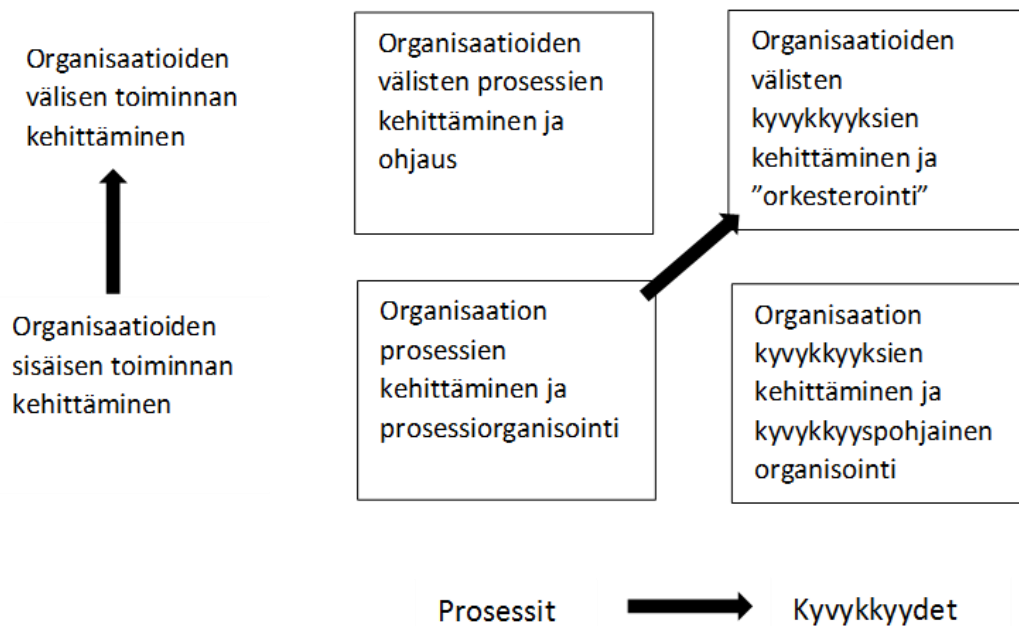 Organisaatioiden
välisen toiminnan
kehittäminen
Organisaatioiden
välisten prosessien
kehittäminen ja
ohjaus
Organisaatioiden
välisten
kyvykkyyksien
kehittäminen ja
”orkesterointi”
Organisaatioiden
sisäisen toiminnan
kehittäminen
Organisaation
prosessien
kehittäminen ja
prosessiorganisointi
Organisaation
kyvykkyyksien
kehittäminen ja
kyvykkyyspohjainen
organisointi
Prosessit
Kyvykkyydet